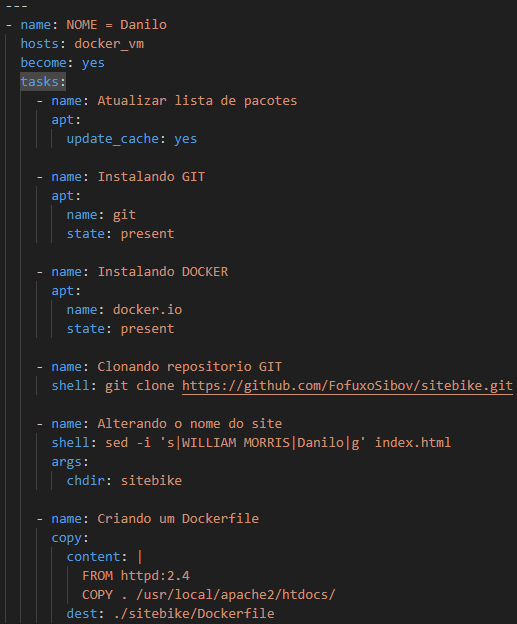 ---
- name: NOME = Danilo
  hosts: docker_vm
  become: yes
  tasks:
    - name: Atualizar lista de pacotes
      apt:
        update_cache: yes

    - name: Instalando GIT
      apt:
        name: git
        state: present

    - name: Instalando DOCKER
      apt:
        name: docker.io
        state: present

    - name: Clonando repositorio GIT
      shell: git clone https://github.com/FofuxoSibov/sitebike.git

    - name: Alterando o nome do site
      shell: sed -i 's|WILLIAM MORRIS|Danilo|g' index.html
      args:
        chdir: sitebike

    - name: Criando um Dockerfile
      copy:
        content: |
          FROM httpd:2.4
          COPY . /usr/local/apache2/htdocs/
        dest: ./sitebike/Dockerfile